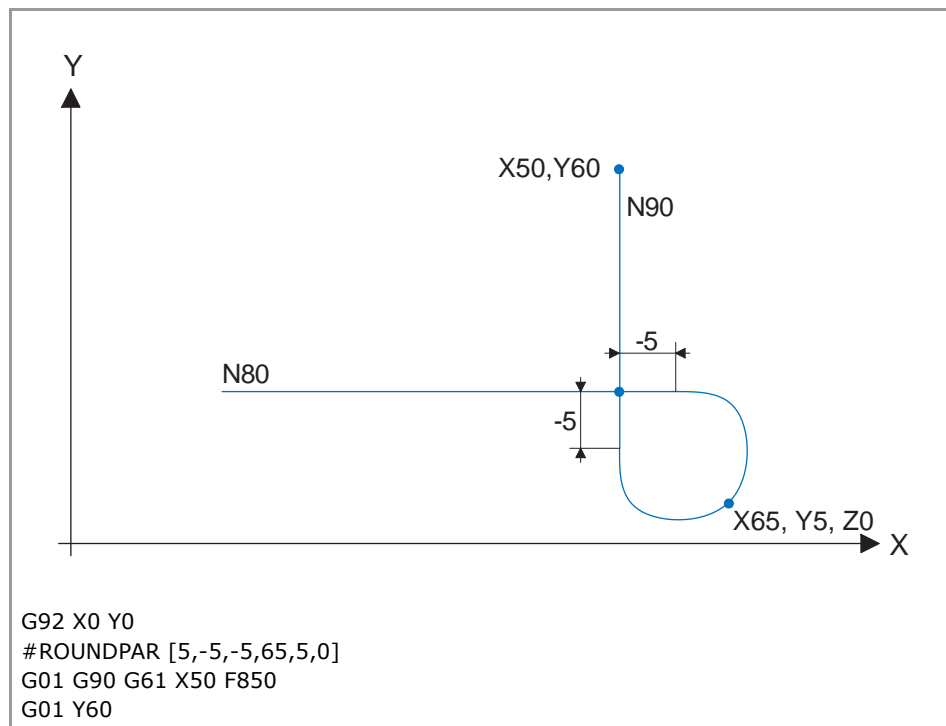 Y
X50,Y60
N90
-5
N80
-5
X65, Y5, Z0
X
G92 X0 Y0
#ROUNDPAR [5,-5,-5,65,5,0]
G01 G90 G61 X50 F850
G01 Y60